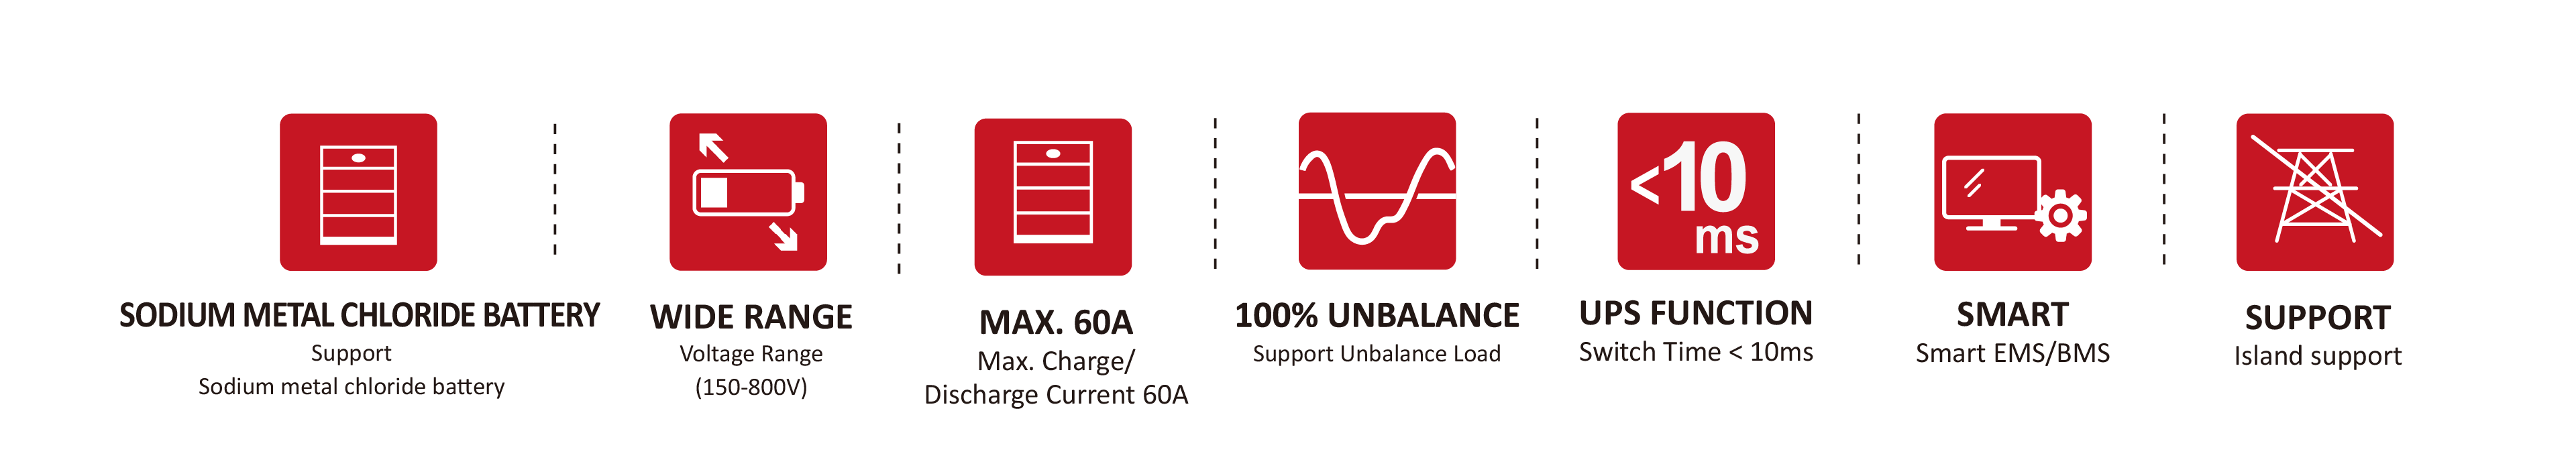 <10
ms
SODIUM METAL CHLORIDE BATTERY
Support
Sodium metal chloride battery
WIDE RANGE
Voltage Range
(150-800V)
MAX. 60A
Max. Charge/
Discharge Current 60A
100% UNBALANCE
Support Unbalance Load
UPS FUNCTION
Switch Time < 10ms
SMART
Smart EMS/BMS
SUPPORT
Island support